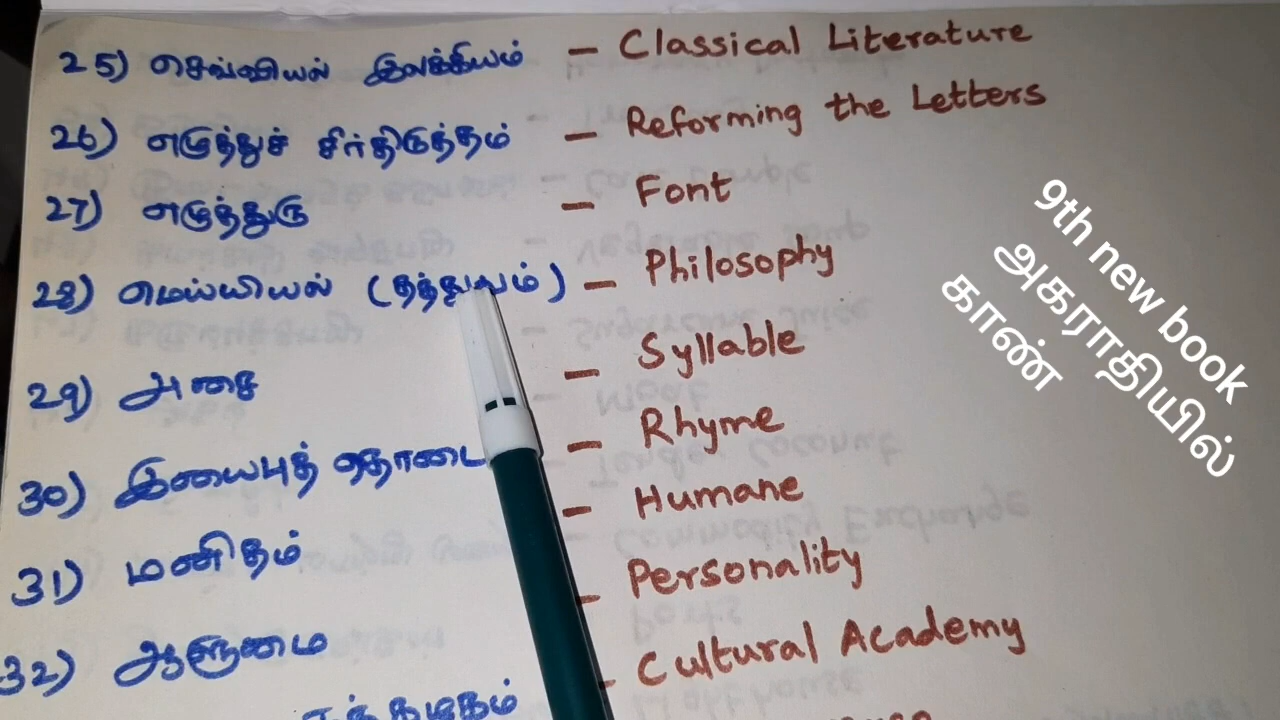 25) செவ்வியல் இலக்கியம் - Classical Literature
26) எழுத்துச் சீர்திருத்தம் - Reforming the Letters
27) எழுத்துரு - Font
28) மெய்யியல் (தத்துவம்) - Philosophy
29) அசை - Syllable
30) இயைபுத் தொடை - Rhyme
31) மனிதம் - Humane
32) ஆளுமை - Personality
- Cultural Academy
9th new book
அகராதியில்
காண்